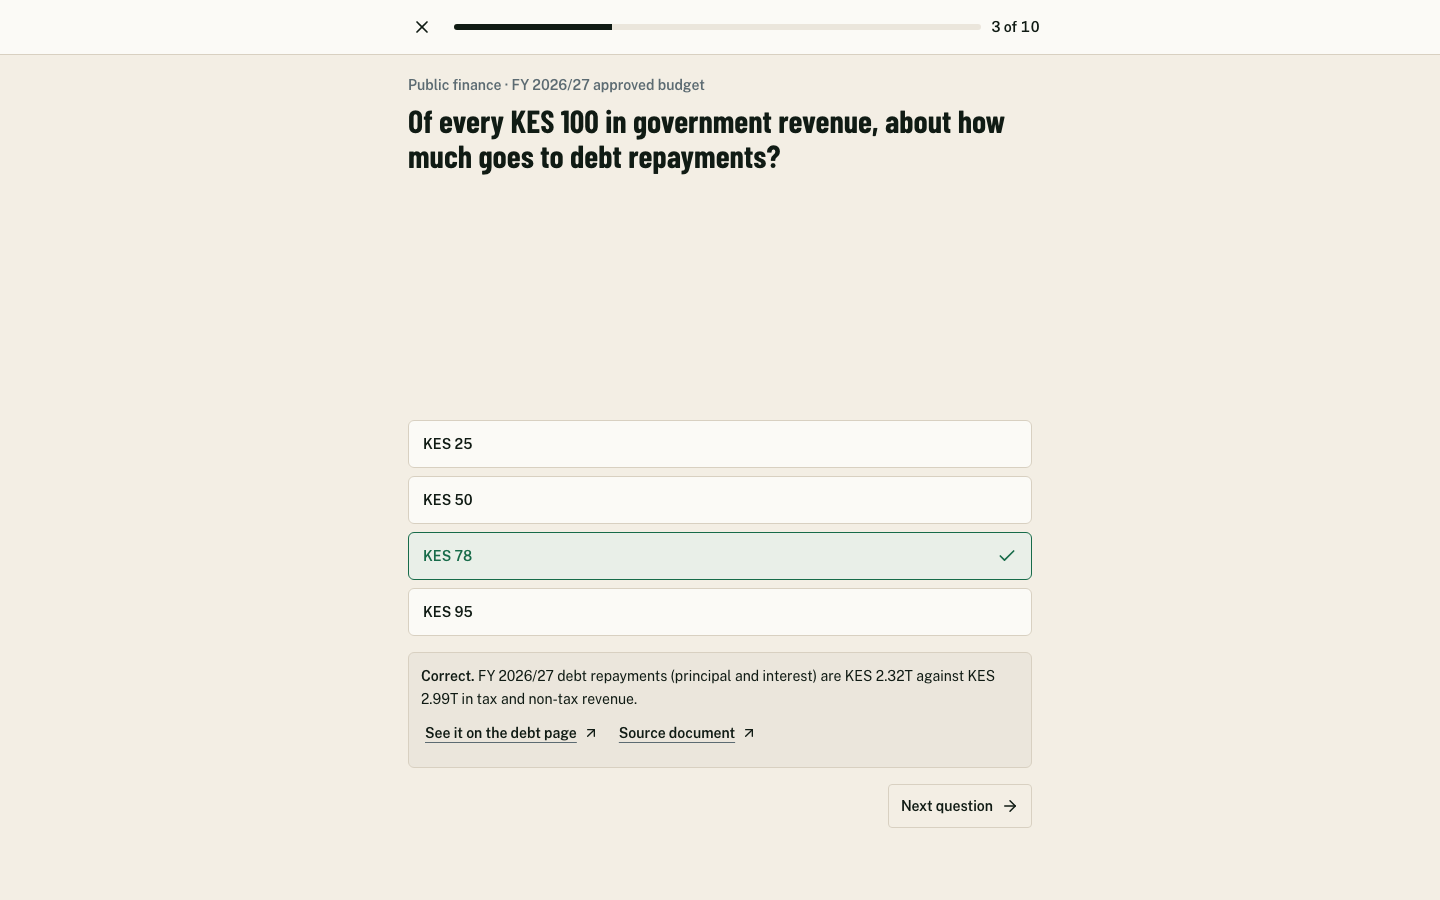 3 of 10
Public finance · FY 2026/27 approved budget
Of every KES 100 in government revenue, about how
much goes to debt repayments?
KES 25
KES 50
KES 78
KES 95
Correct. FY 2026/27 debt repayments (principal and interest) are KES 2.32T against KES
2.99T in tax and non-tax revenue.
See it on the debt page Source document
Next question